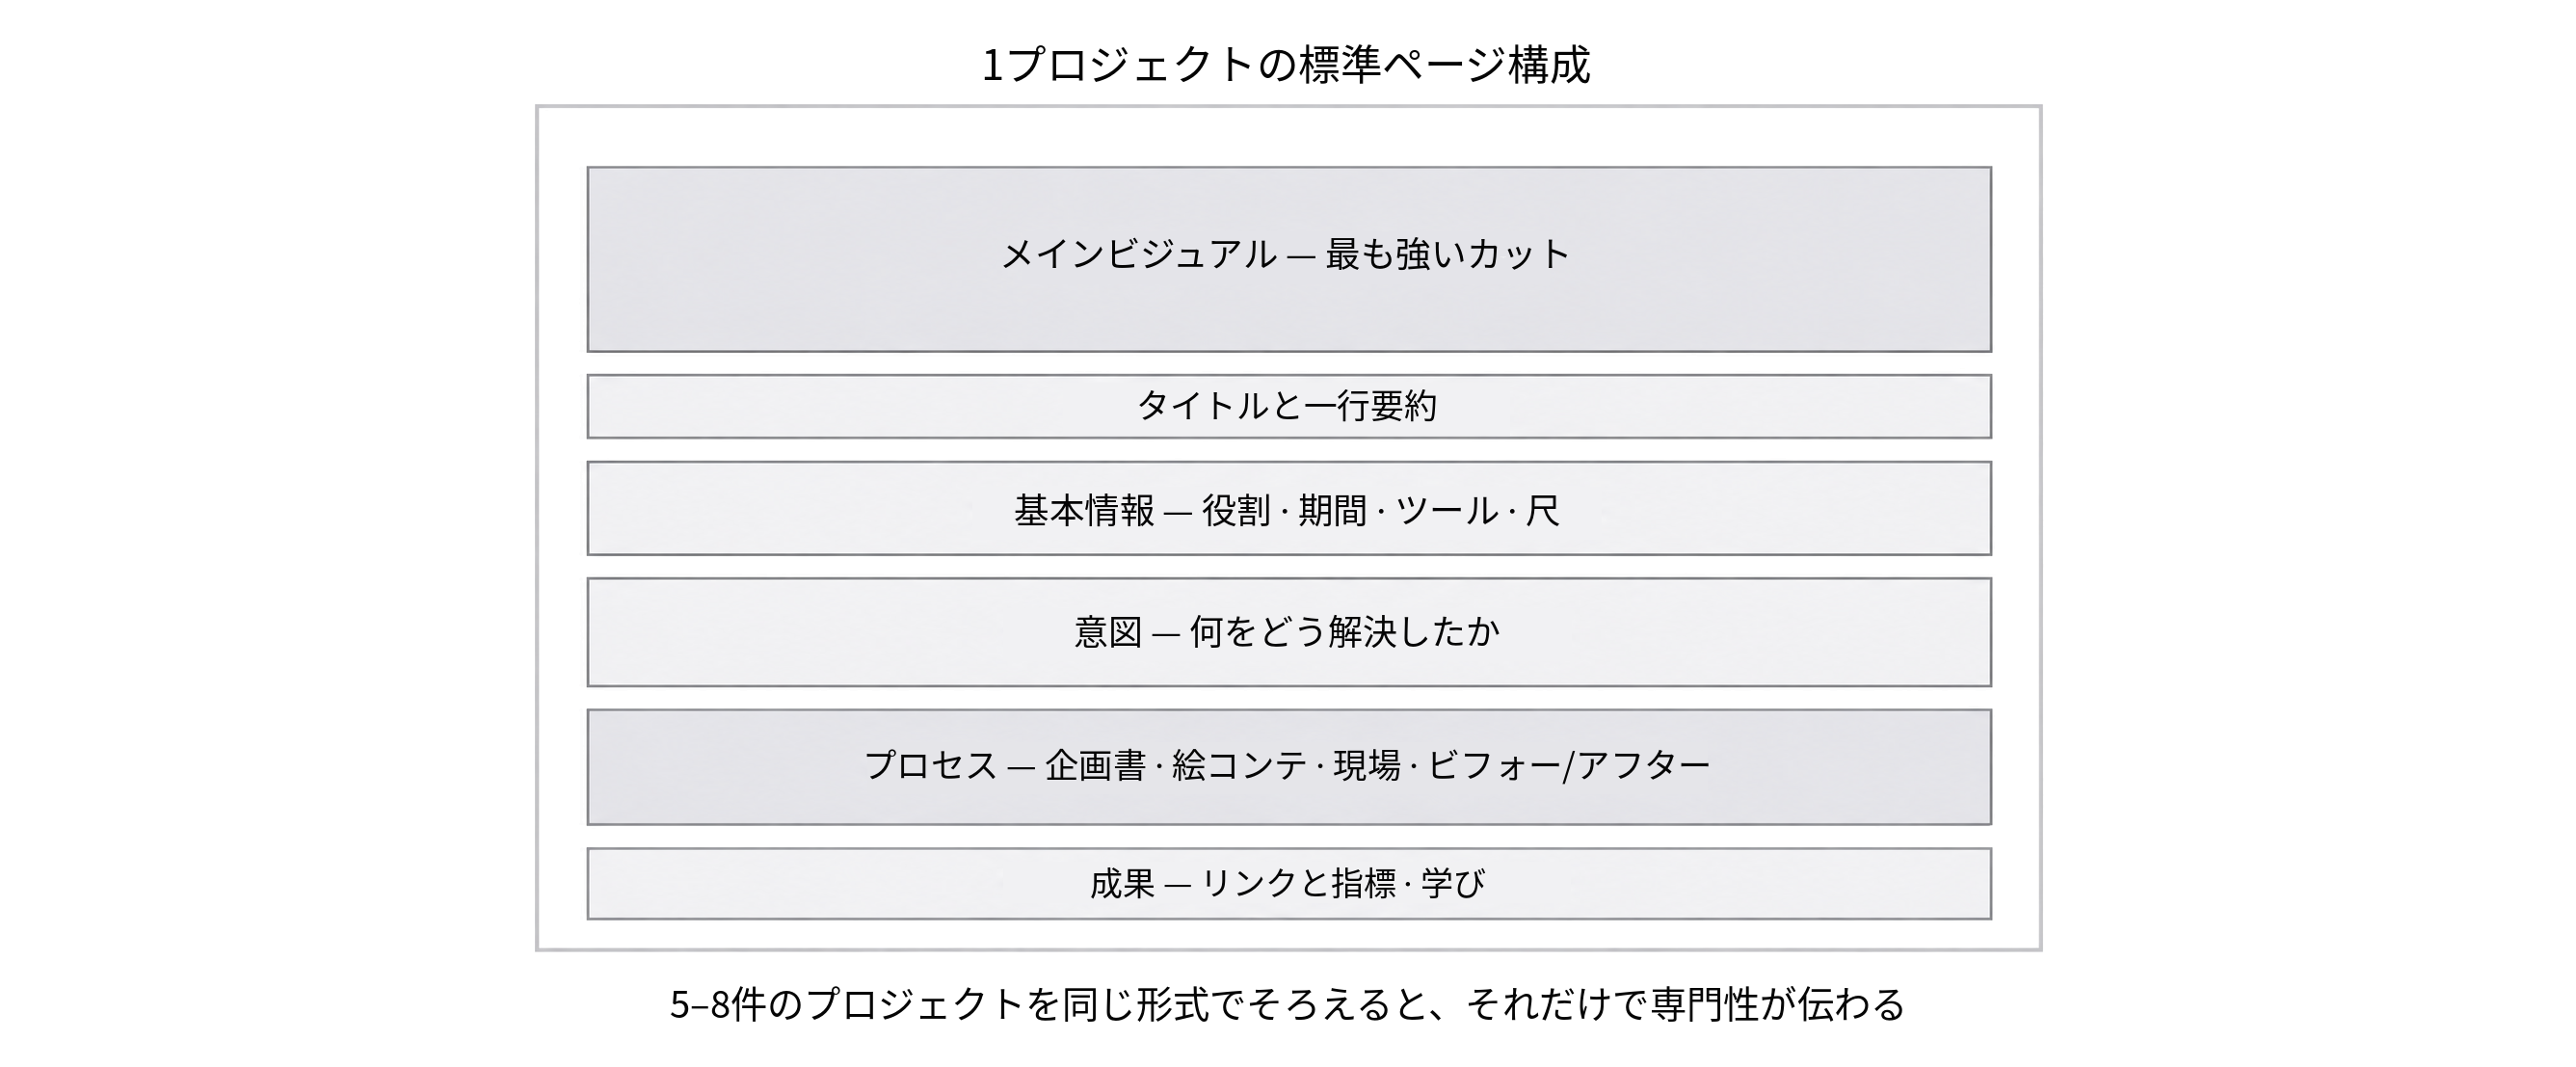 1プロジェクトの標準ページ構成
メインビジュアル — 最も強いカット
タイトルと一行要約
基本情報 — 役割 · 期間 · ツール · 尺
意図 — 何をどう解決したか
プロセス — 企画書 · 絵コンテ · 現場 · ビフォー/アフター
成果 — リンクと指標 · 学び
5–8件のプロジェクトを同じ形式でそろえると、それだけで専門性が伝わる